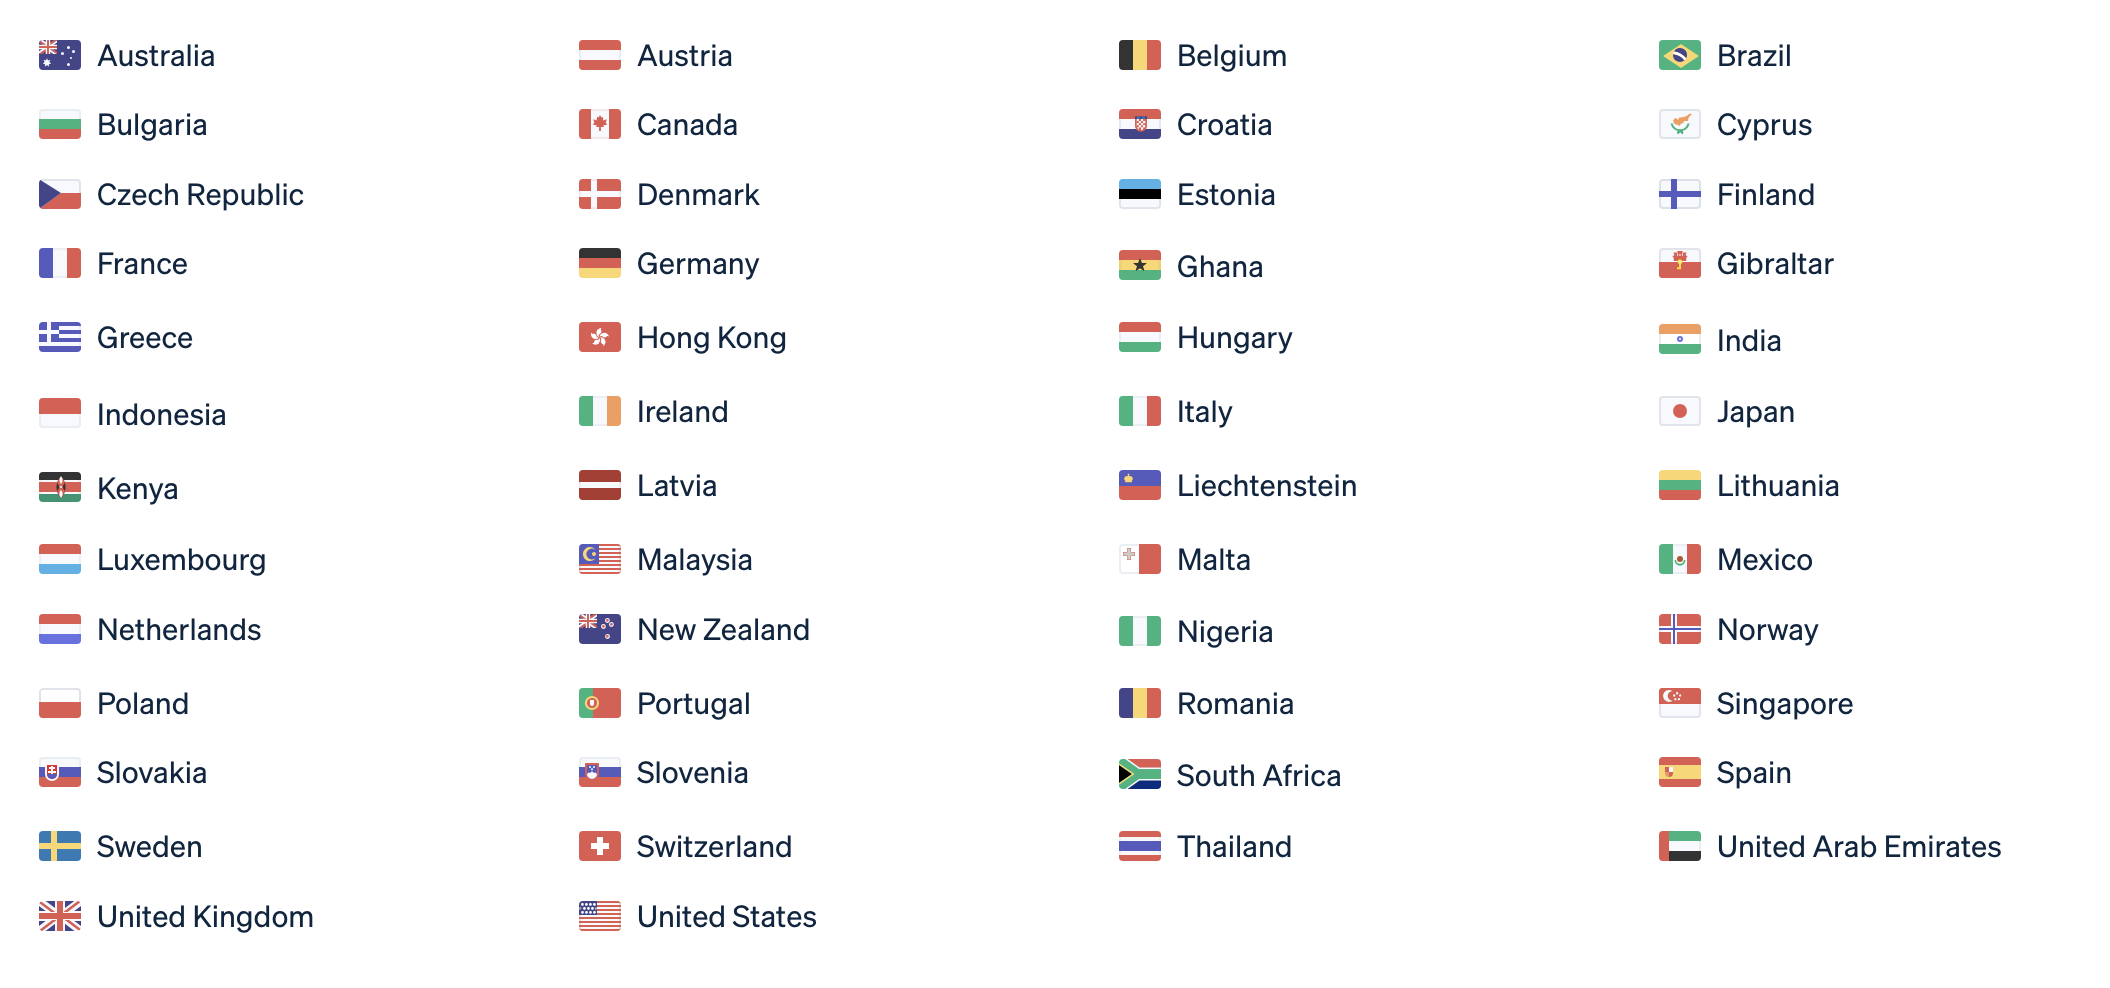 Australia
Austria
Belgium
Brazil
Bulgaria
Canada
Croatia
Cyprus
Czech Republic
Denmark
Estonia
Finland
France
Germany
Ghana
Gibraltar
Greece
Hong Kong
Hungary
India
Indonesia
Ireland
Italy
Japan
Kenya
Latvia
Liechtenstein
Lithuania
Luxembourg
Malaysia
Malta
Mexico
Netherlands
New Zealand
Nigeria
Norway
Poland
Portugal
Romania
Singapore
Slovakia
Slovenia
South Africa
Spain
Sweden
Switzerland
Thailand
United Arab Emirates
United Kingdom
United States